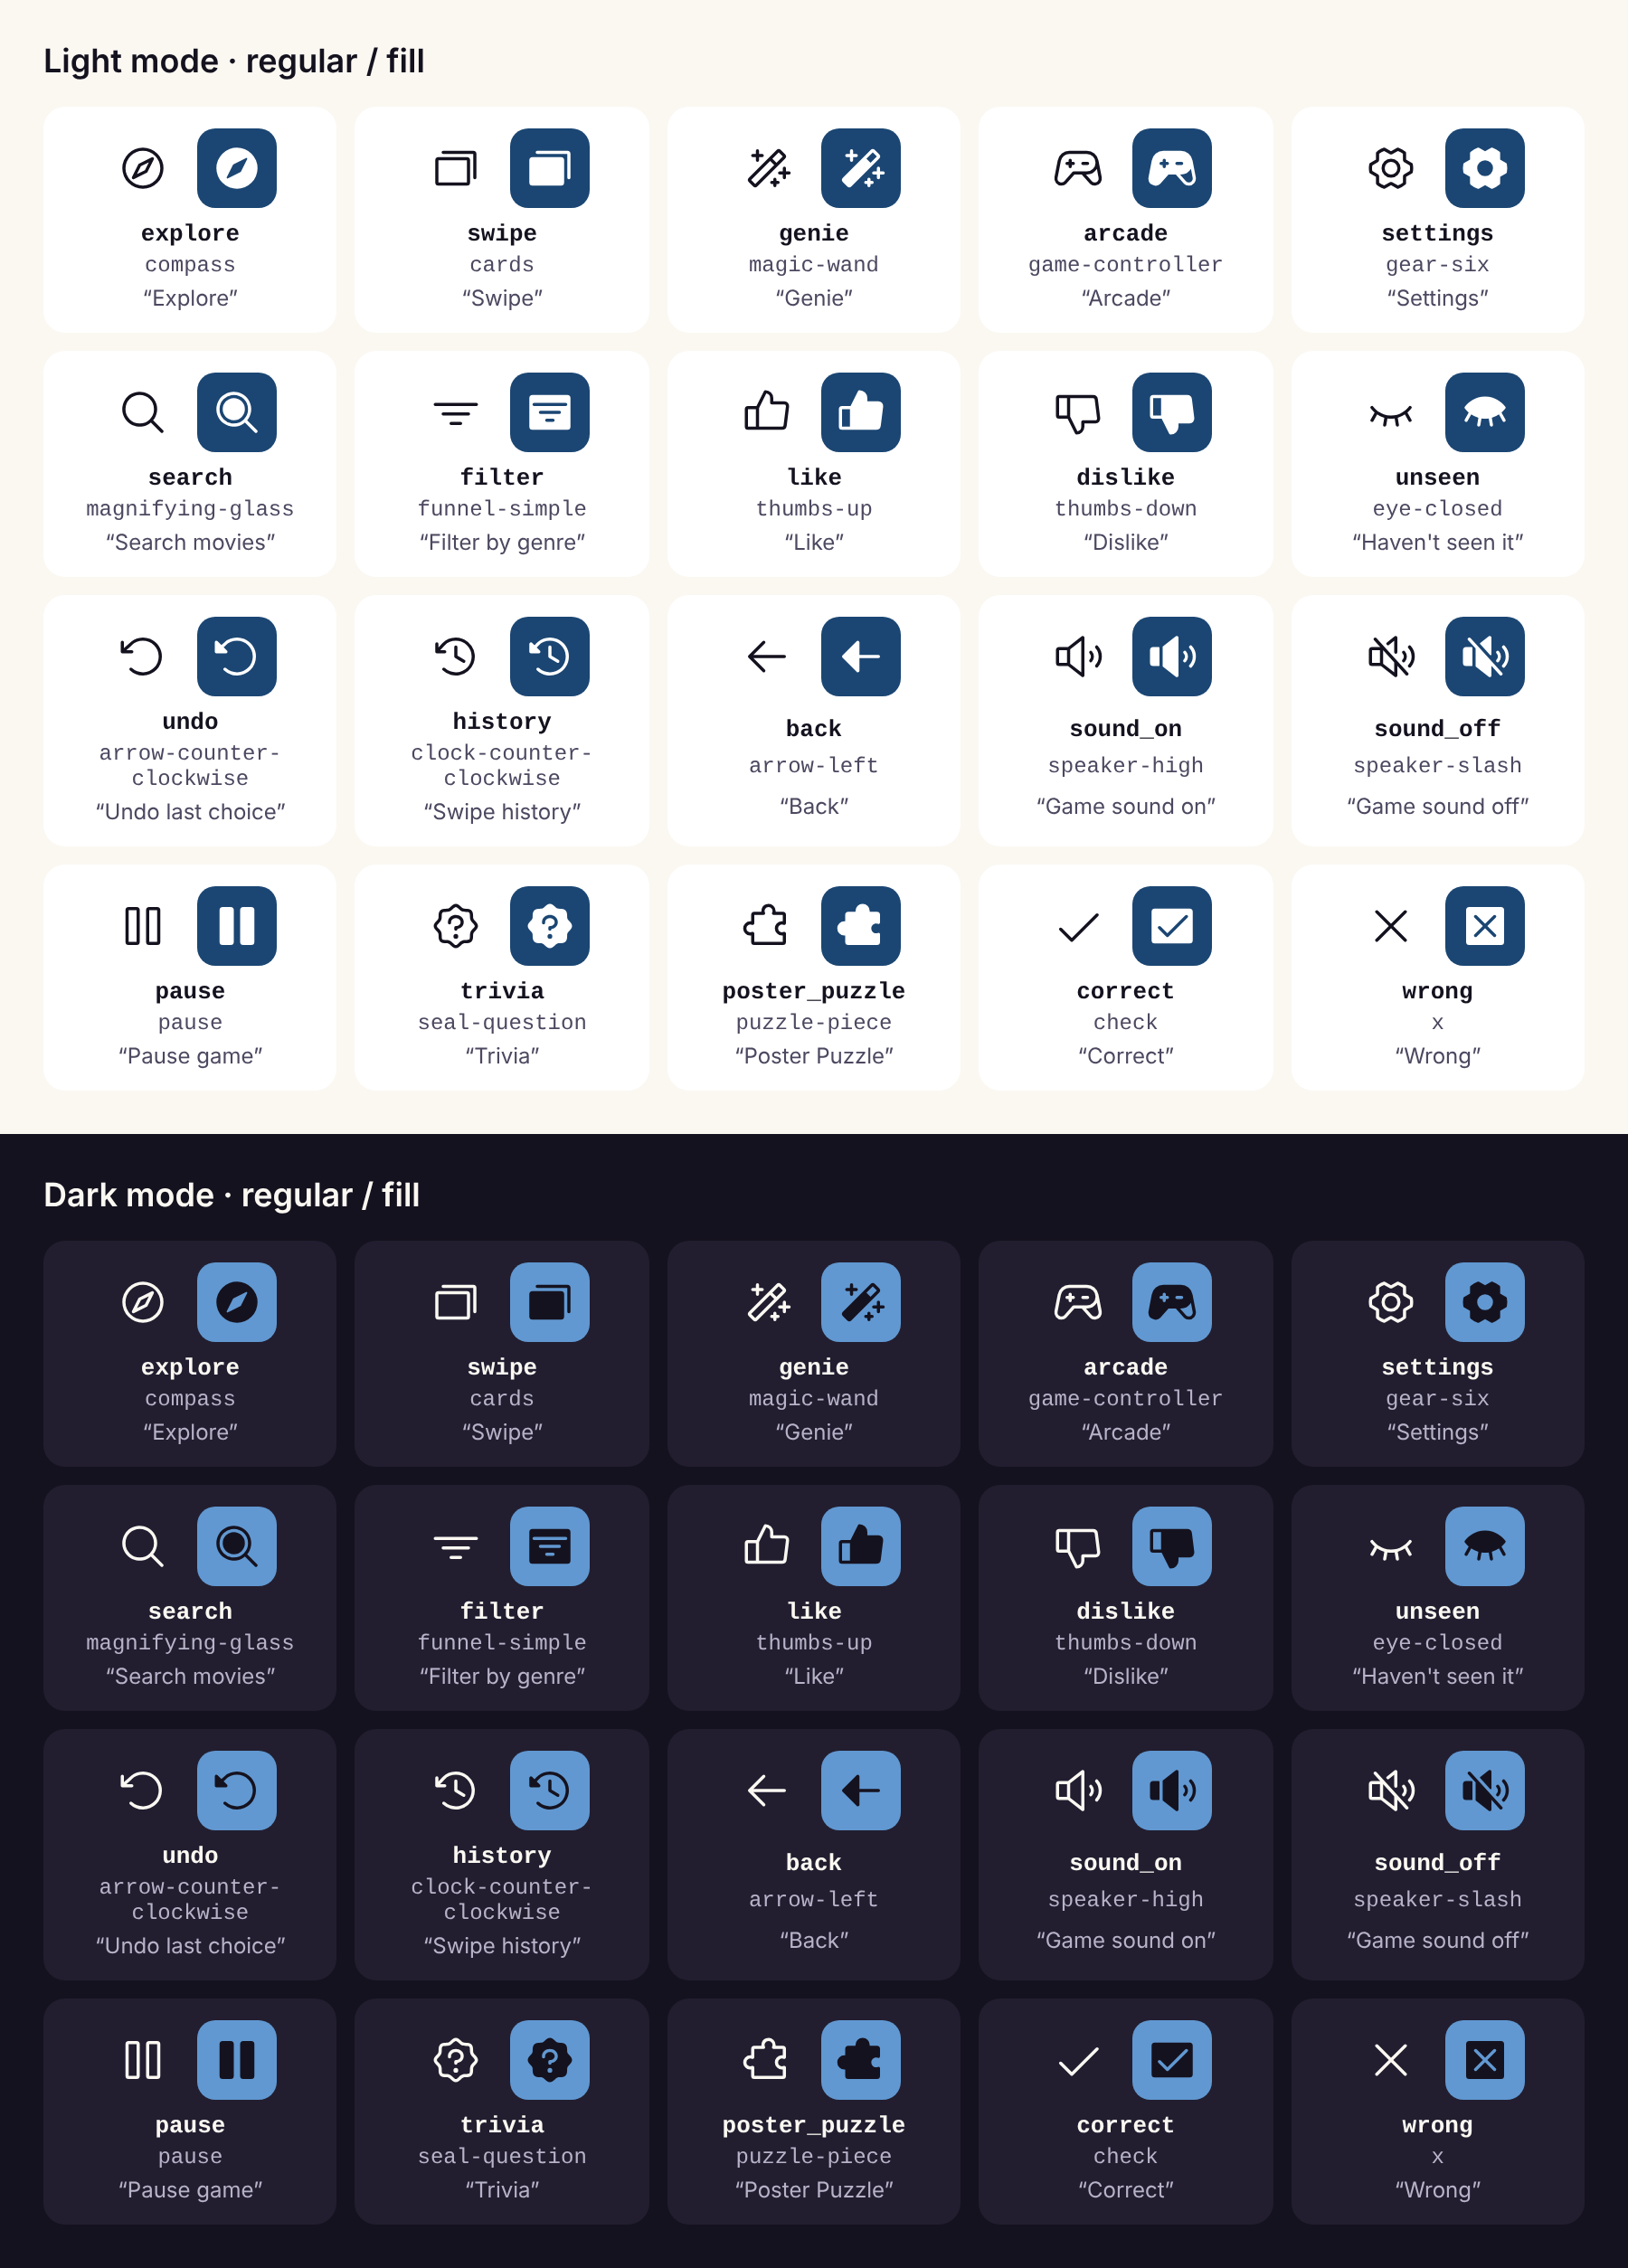 Light mode · regular / fill
explore
compass
“Explore”
swipe
cards
“Swipe”
genie
magic-wand
“Genie”
arcade
game-controller
“Arcade”
settings
gear-six
“Settings”
search
magnifying-glass
“Search movies”
filter
funnel-simple
“Filter by genre”
like
thumbs-up
“Like”
dislike
thumbs-down
“Dislike”
unseen
eye-closed
“Haven't seen it”
undo
arrow-counter-
clockwise
“Undo last choice”
history
clock-counter-
clockwise
“Swipe history”
back
arrow-left
“Back”
sound_on
speaker-high
“Game sound on”
sound_off
speaker-slash
“Game sound off”
pause
pause
“Pause game”
trivia
seal-question
“Trivia”
poster_puzzle
puzzle-piece
“Poster Puzzle”
correct
check
“Correct”
wrong
x
“Wrong”
Dark mode · regular / fill
explore
compass
“Explore”
swipe
cards
“Swipe”
genie
magic-wand
“Genie”
arcade
game-controller
“Arcade”
settings
gear-six
“Settings”
search
magnifying-glass
“Search movies”
filter
funnel-simple
“Filter by genre”
like
thumbs-up
“Like”
dislike
thumbs-down
“Dislike”
unseen
eye-closed
“Haven't seen it”
undo
arrow-counter-
clockwise
“Undo last choice”
history
clock-counter-
clockwise
“Swipe history”
back
arrow-left
“Back”
sound_on
speaker-high
“Game sound on”
sound_off
speaker-slash
“Game sound off”
pause
pause
“Pause game”
trivia
seal-question
“Trivia”
poster_puzzle
puzzle-piece
“Poster Puzzle”
correct
check
“Correct”
wrong
x
“Wrong”